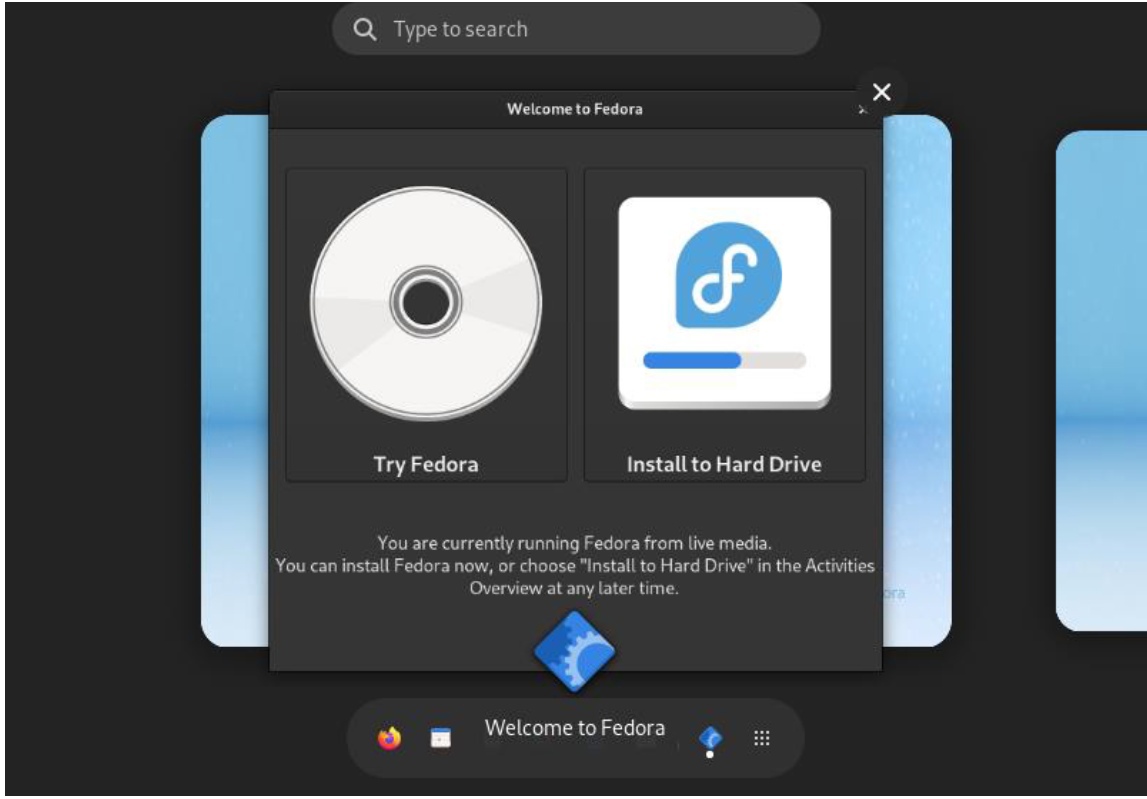 Type to search
Welcome to Fedora
Try Fedora
Install to Hard Drive
You are currently running Fedora from live media.
You can install Fedora now, or choose "Install to Hard Drive" in the Activities
Overview at any later time.
ora
Welcome to Fedora